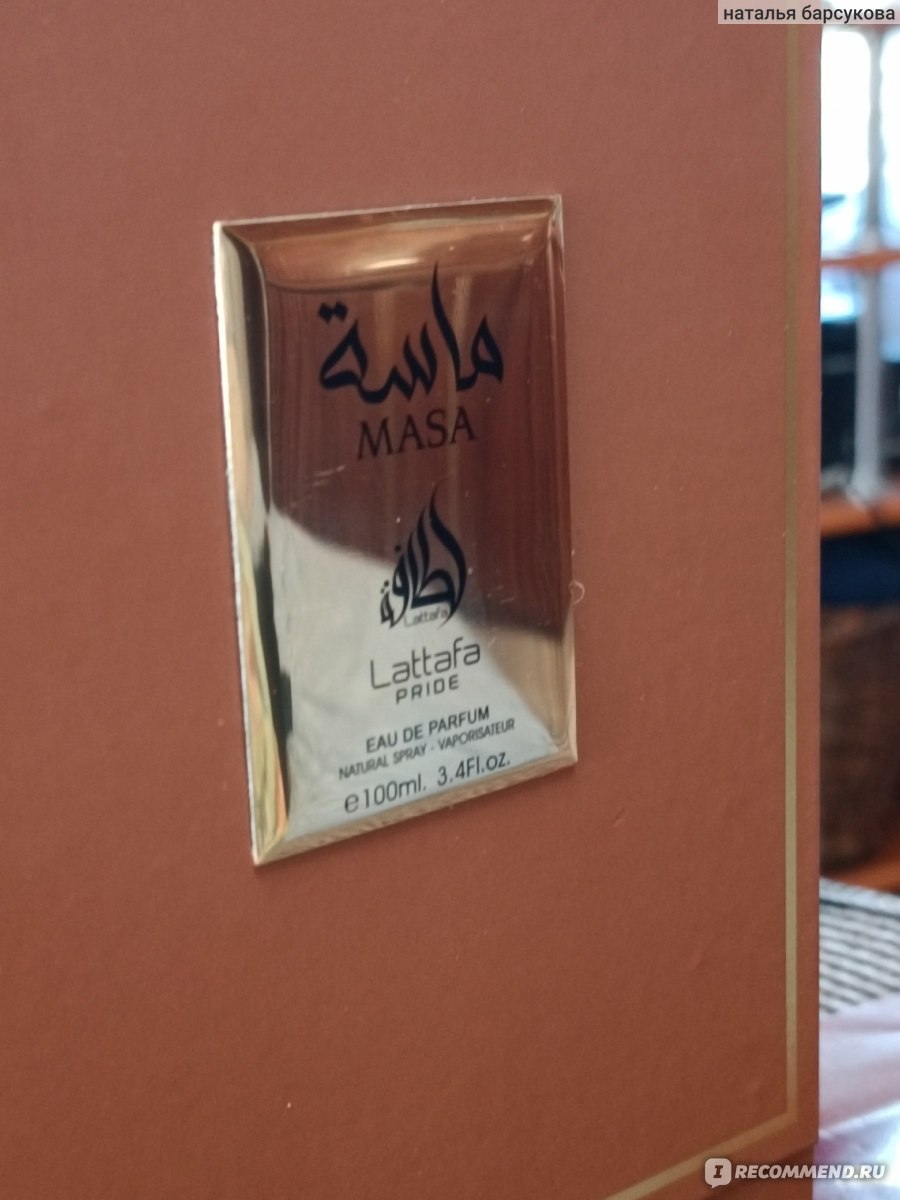 наталья барсукова
ماسة
MASA
لطافة
Lattafa
Lattafa
PRIDE
EAU DE PARFUM
NATURAL SPRAY - VAPORISATEUR
e100ml. 3.4Fl.oz.
I RECOMMEND.RU